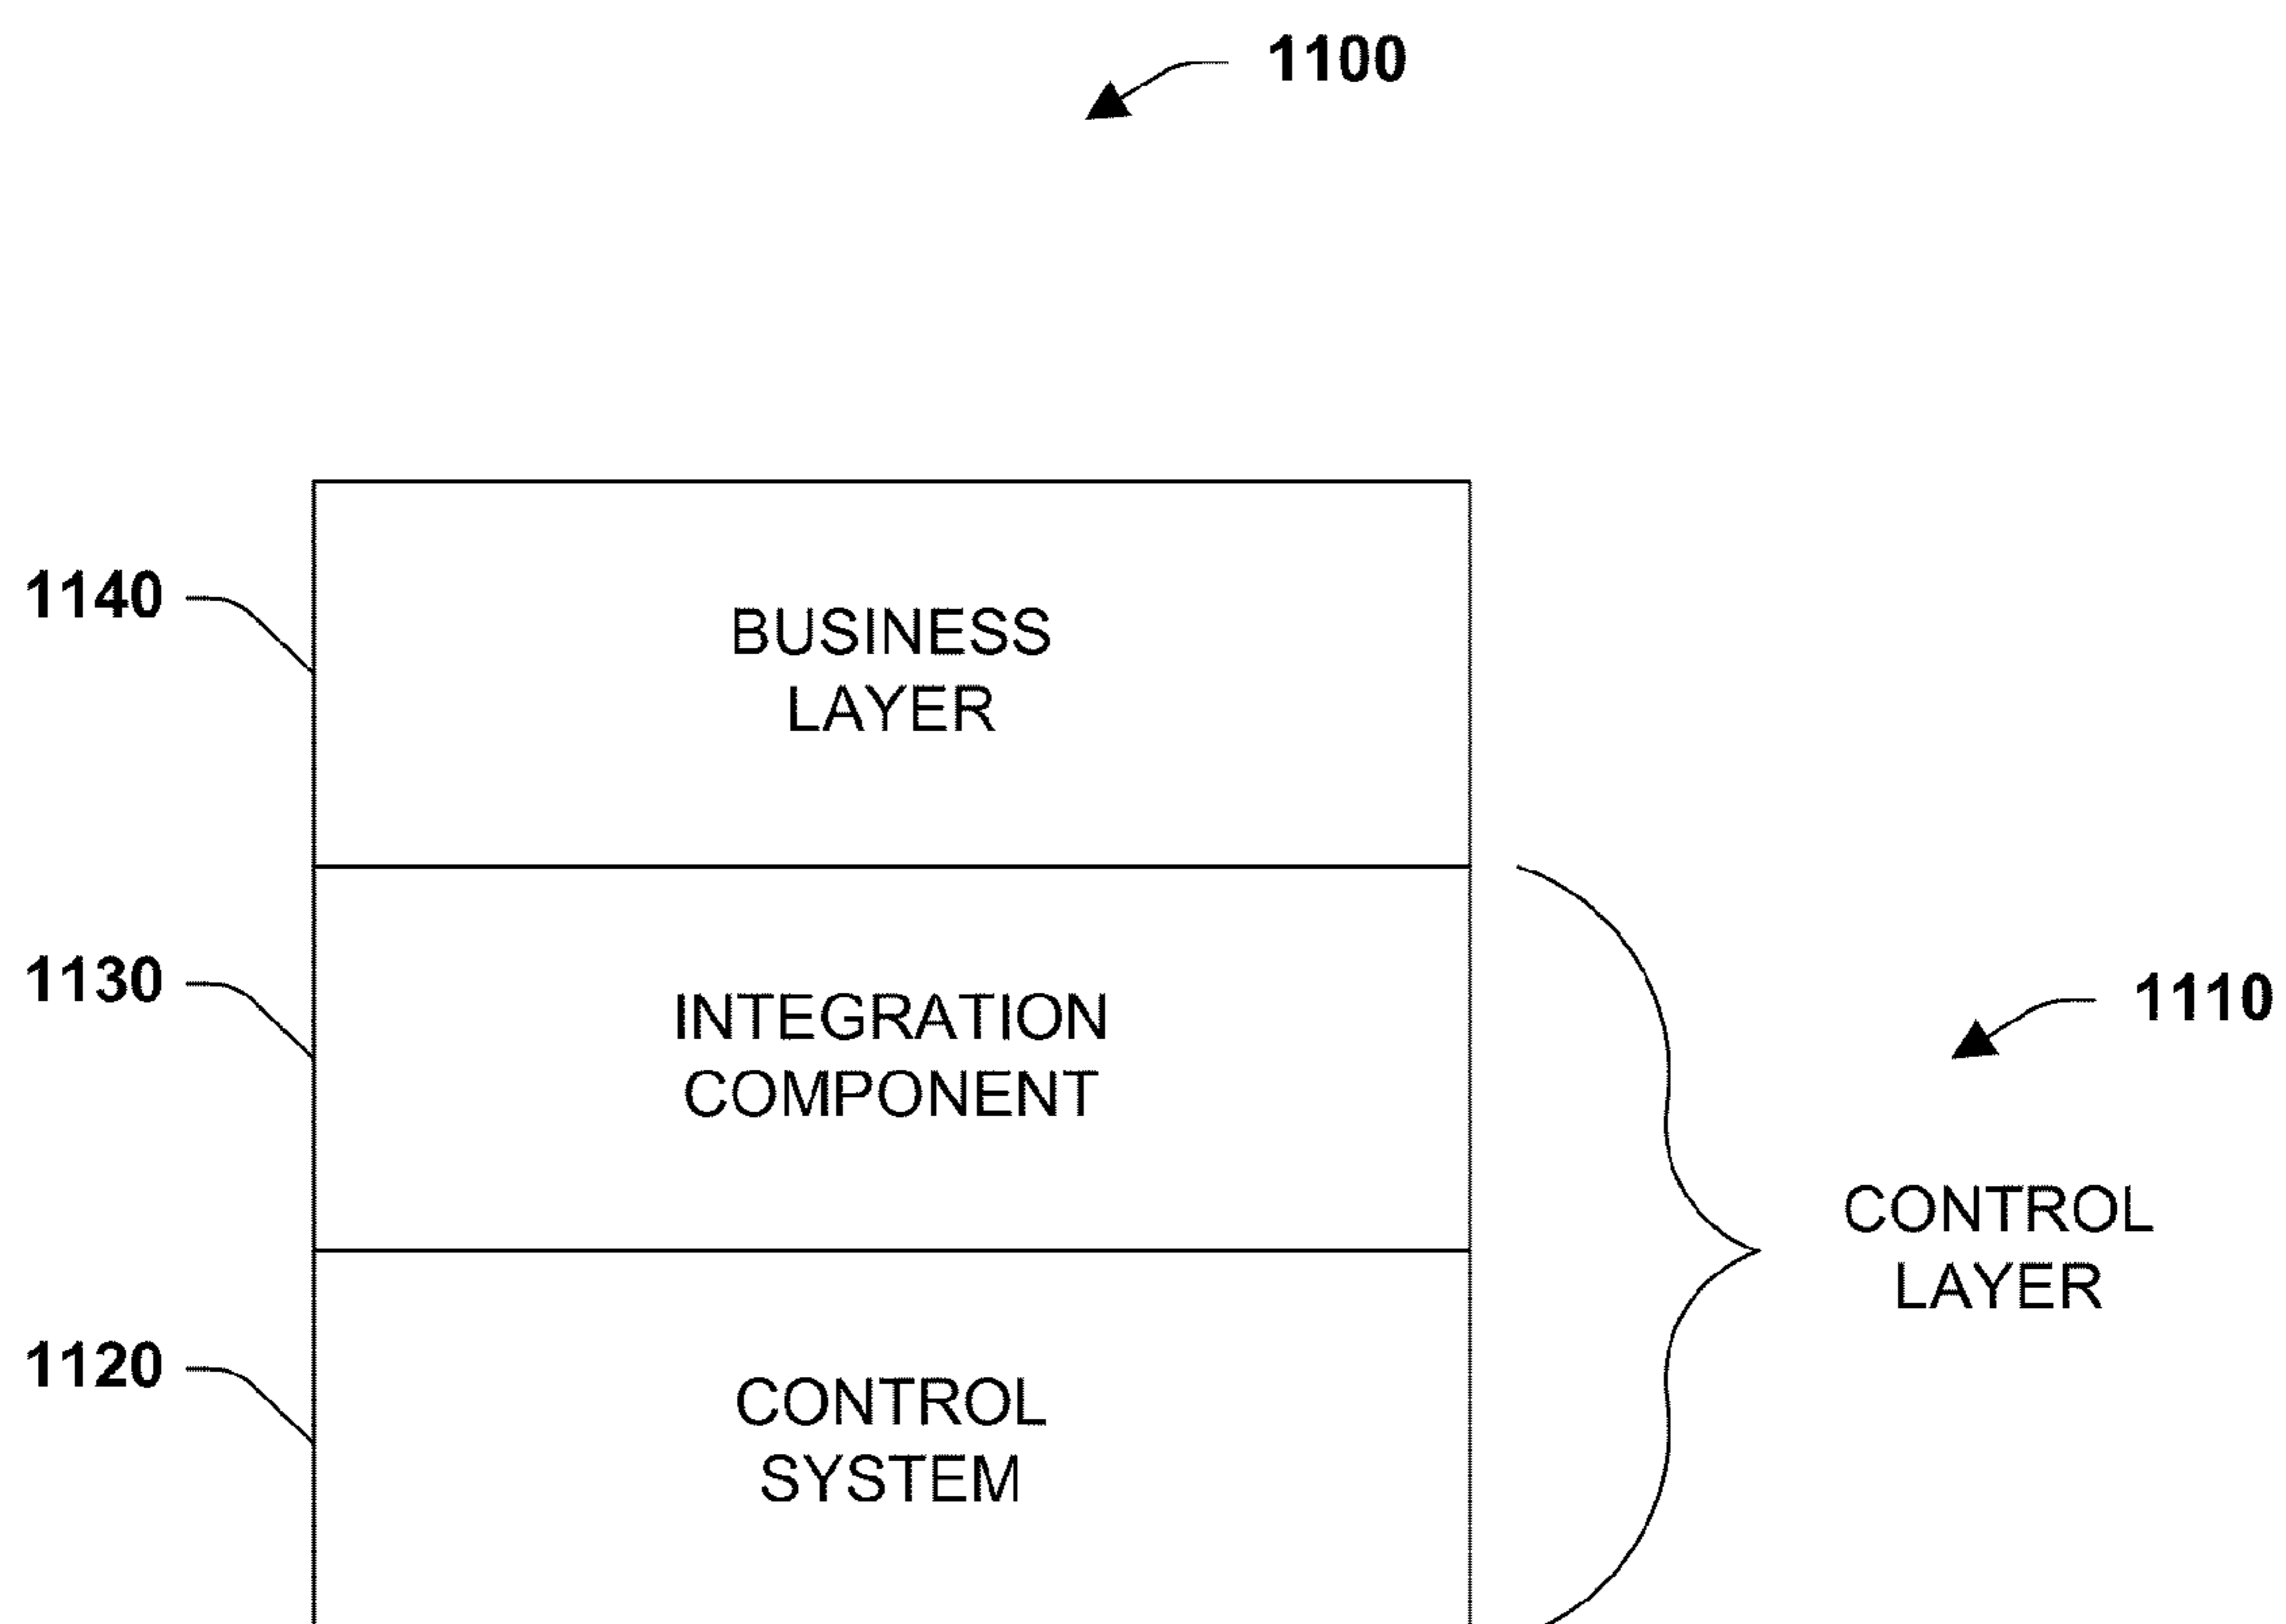 1100
1140
BUSINESS
LAYER
1130
INTEGRATION
COMPONENT
1110
CONTROL
LAYER
1120
CONTROL
SYSTEM